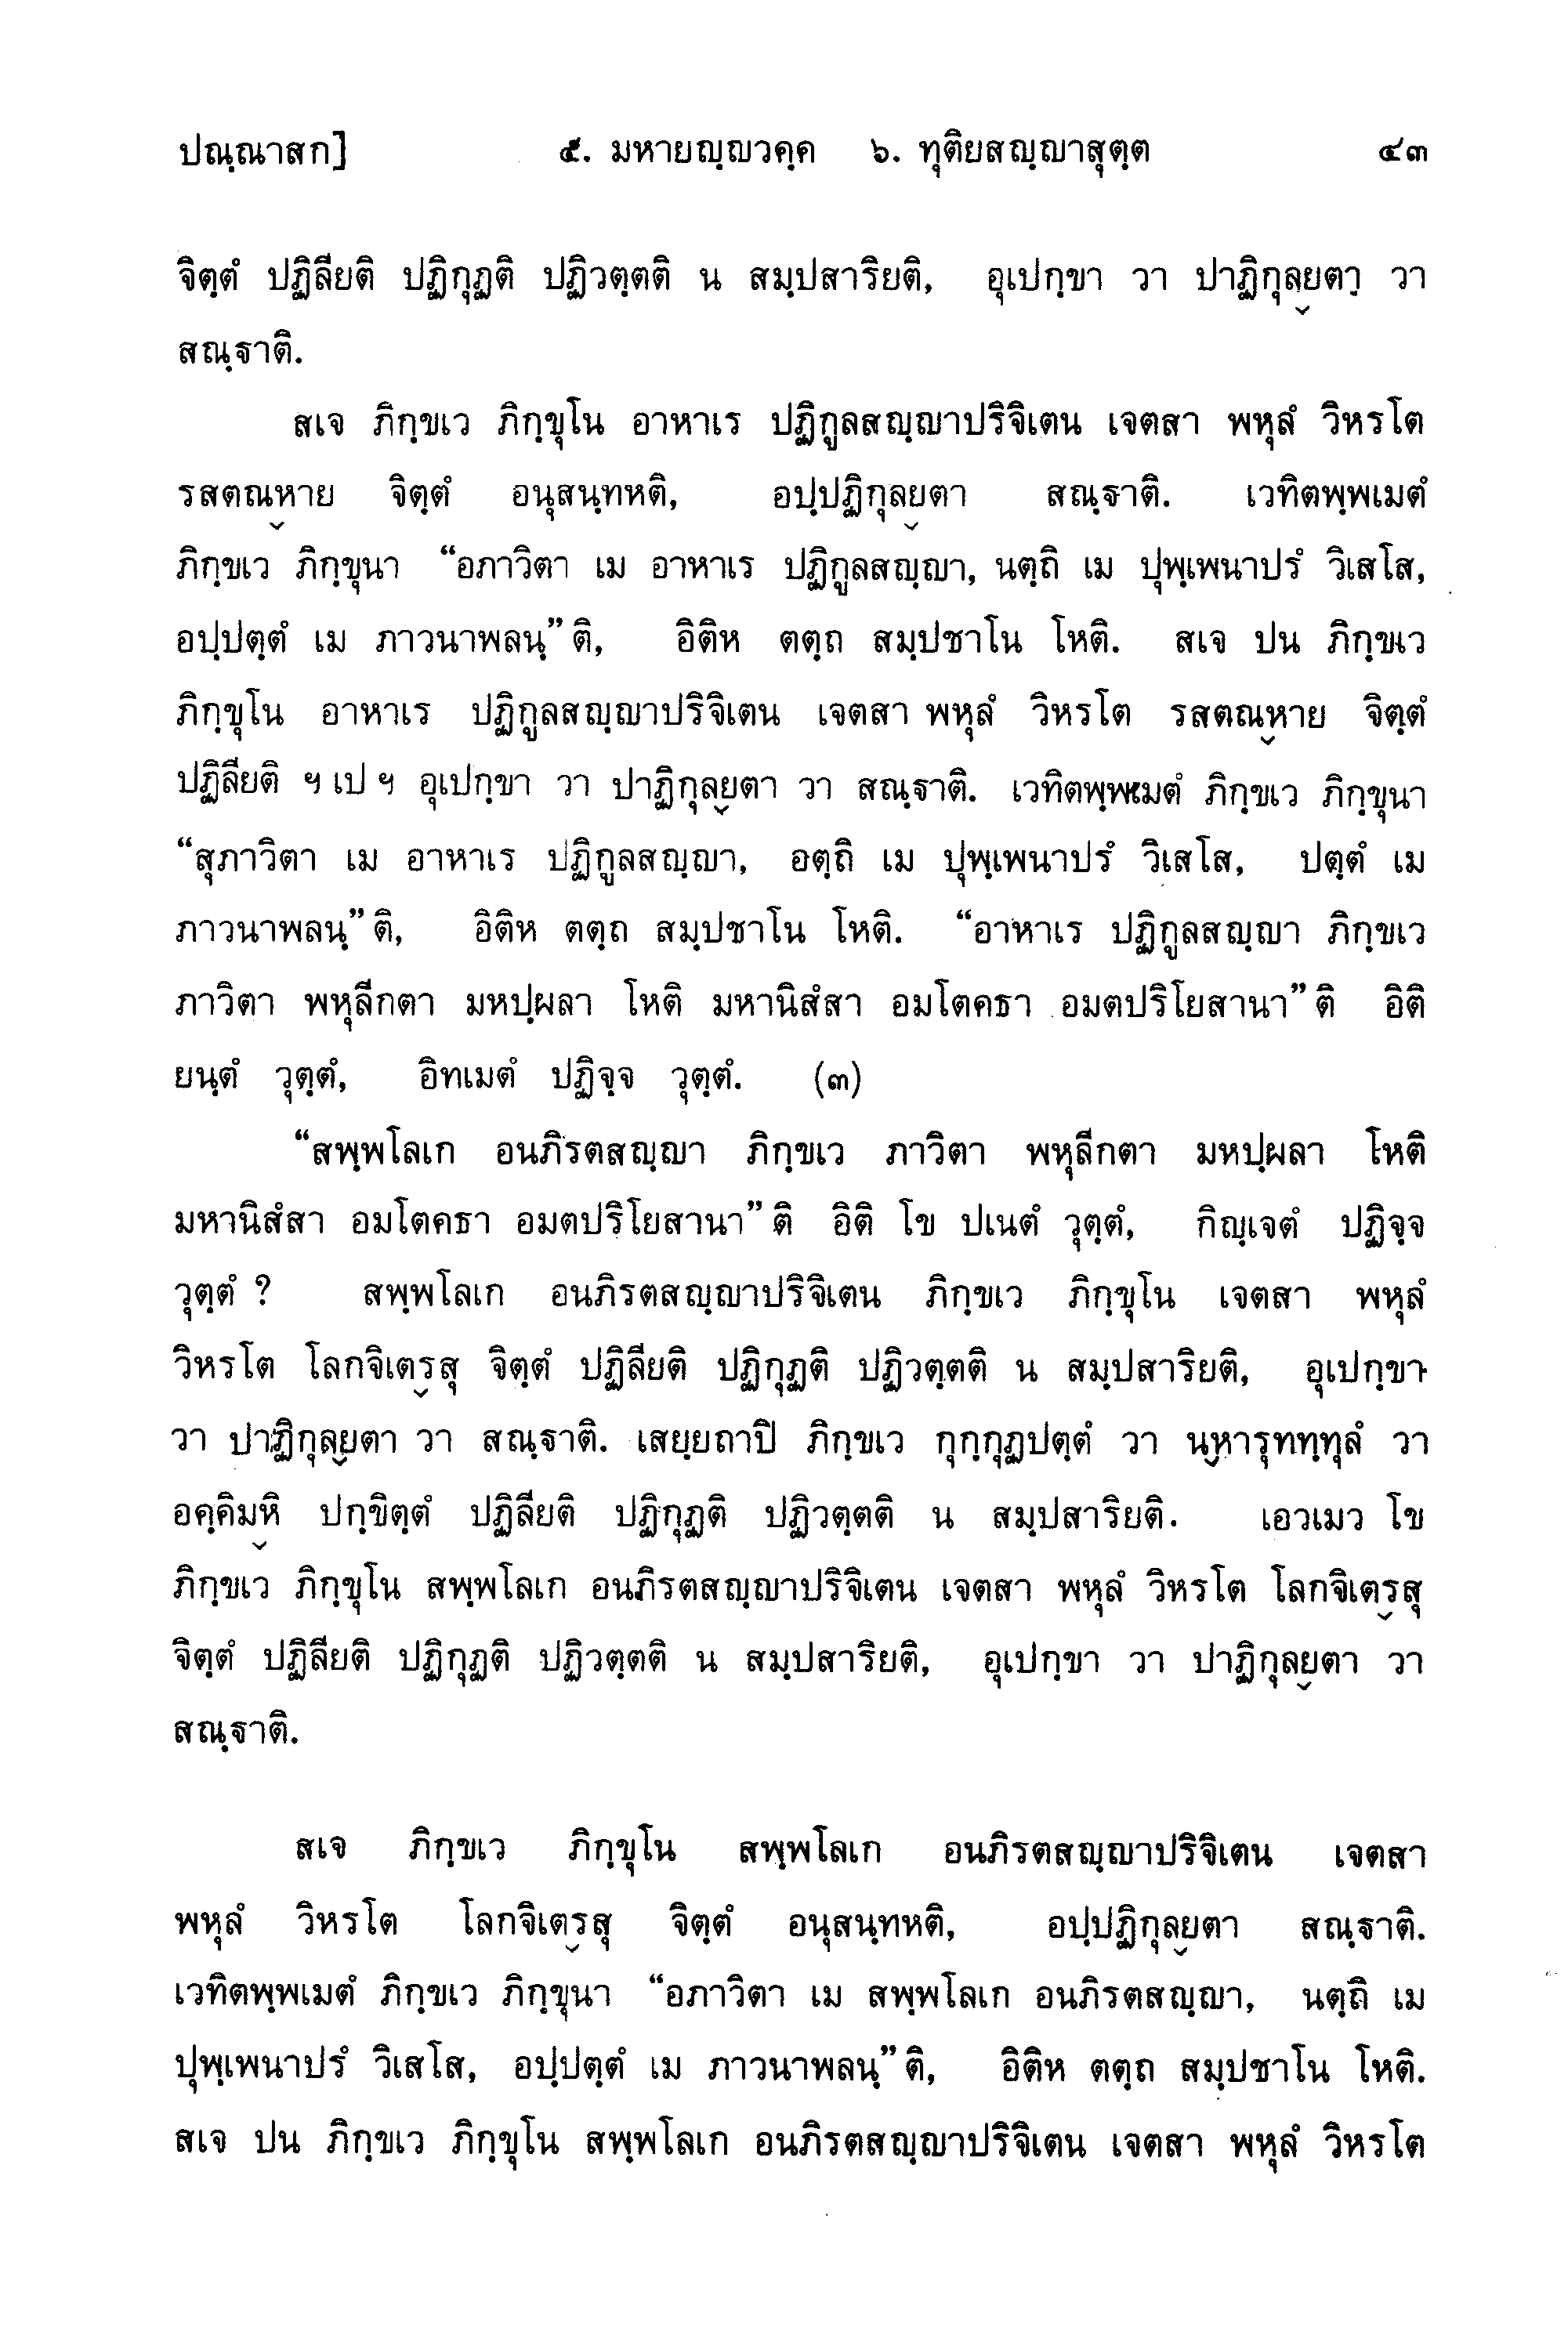 ปณฺณาสก] ๕. มหายญฺญวคฺค ๖. ทุติยสญฺญาสุตฺต ๔๓
จิตฺตํ ปฏิลียติ ปฏิกุฏติ ปฏิวตฺตติ น สมฺปสาริยติ, อุเปกฺขา วา ปาฏิกุลฺยตา วา
สณฺฐาติ.
สเจ ภิกฺขเว ภิกฺขุโน อาหาเร ปฏิกูลสญฺญาปริจิเตน เจตสา พหุลํ วิหรโต
รสตณฺหาย จิตฺตํ อนุสนฺทหติ, อปฺปฏิกุลฺยตา สณฺฐาติ. เวทิตพฺพเมตํ
ภิกฺขเว ภิกฺขุนา “อภาวิตา เม อาหาเร ปฏิกูลสญฺญา, นตฺถิ เม ปุพฺเพนาปรํ วิเสโส,
อปฺปตฺตํ เม ภาวนาพลนฺ”ติ, อิติห ตตฺถ สมฺปชาโน โหติ. สเจ ปน ภิกฺขเว
ภิกฺขุโน อาหาเร ปฏิกูลสญฺญาปริจิเตน เจตสา พหุลํ วิหรโต รสตณฺหาย จิตฺตํ
ปฏิลียติ ฯ เป ฯ อุเปกฺขา วา ปาฏิกุลฺยตา วา สณฺฐาติ. เวทิตพฺพเมตํ ภิกฺขเว ภิกฺขุนา
“สุภาวิตา เม อาหาเร ปฏิกูลสญฺญา, อตฺถิ เม ปุพฺเพนาปรํ วิเสโส, ปตฺตํ เม
ภาวนาพลนฺ”ติ, อิติห ตตฺถ สมฺปชาโน โหติ. “อาหาเร ปฏิกูลสญฺญา ภิกฺขเว
ภาวิตา พหุลีกตา มหปฺผลา โหติ มหานิสํสา อมโตคธา อมตปริโยสานา”ติ อิติ
ยนฺตํ วุตฺตํ, อิทเมตํ ปฏิจฺจ วุตฺตํ. (๓)
“สพฺพโลเก อนภิรตสญฺญา ภิกฺขเว ภาวิตา พหุลีกตา มหปฺผลา โหติ
มหานิสํสา อมโตคธา อมตปริโยสานา”ติ อิติ โข ปเนตํ วุตฺตํ, กิญฺเจตํ ปฏิจฺจ
วุตฺตํ ? สพฺพโลเก อนภิรตสญฺญาปริจิเตน ภิกฺขเว ภิกฺขุโน เจตสา พหุลํ
วิหรโต โลกจิเตฺรสุ จิตฺตํ ปฏิลียติ ปฏิกุฏติ ปฏิวตฺตติ น สมฺปสาริยติ, อุเปกฺขา
วา ปาฏิกุลฺยตา วา สณฺฐาติ. เสยฺยถาปิ ภิกฺขเว กุกฺกุฏปตฺตํ วา นฺหารุททฺทุลํ วา
อคฺคิมฺหิ ปกฺขิตฺตํ ปฏิลียติ ปฏิกุฏติ ปฏิวตฺตติ น สมฺปสาริยติ. เอวเมว โข
ภิกฺขเว ภิกฺขุโน สพฺพโลเก อนภิรตสญฺญาปริจิเตน เจตสา พหุลํ วิหรโต โลกจิเตฺรสุ
จิตฺตํ ปฏิลียติ ปฏิกุฏติ ปฏิวตฺตติ น สมฺปสาริยติ, อุเปกฺขา วา ปาฏิกุลฺยตา วา
สณฺฐาติ.
สเจ ภิกฺขเว ภิกฺขุโน สพฺพโลเก อนภิรตสญฺญาปริจิเตน เจตสา
พหุลํ วิหรโต โลกจิเตฺรสุ จิตฺตํ อนุสนฺทหติ, อปฺปฏิกุลฺยตา สณฺฐาติ.
เวทิตพฺพเมตํ ภิกฺขเว ภิกฺขุนา “อภาวิตา เม สพฺพโลเก อนภิรตสญฺญา, นตฺถิ เม
ปุพฺเพนาปรํ วิเสโส, อปฺปตฺตํ เม ภาวนาพลนฺ”ติ, อิติห ตตฺถ สมฺปชาโน โหติ.
สเจ ปน ภิกฺขเว ภิกฺขุโน สพฺพโลเก อนภิรตสญฺญาปริจิเตน เจตสา พหุลํ วิหรโต